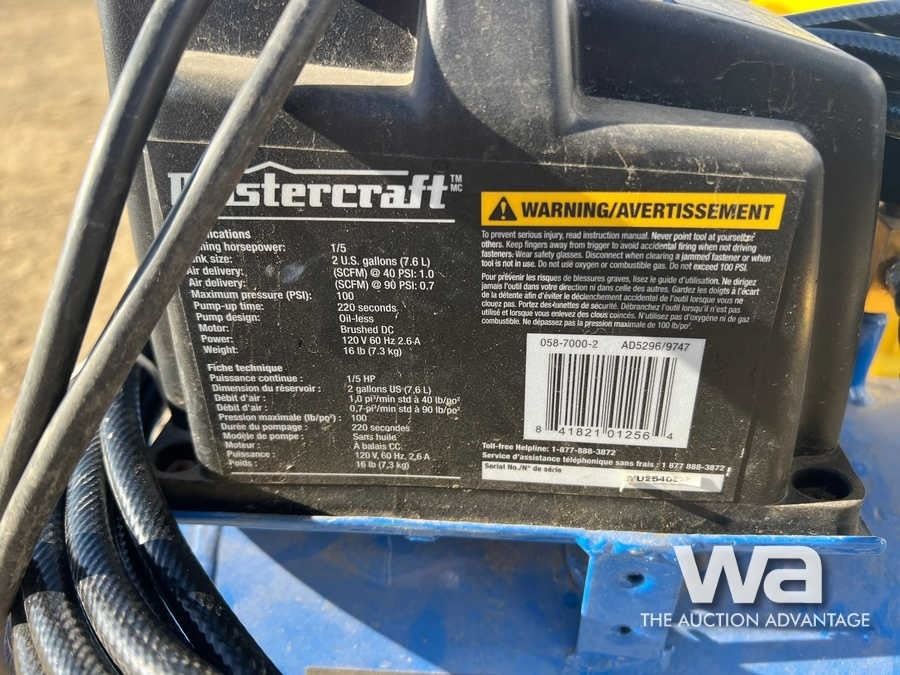 stercraft TM MC
Running horsepower: 1/5
Tank size: 2 U.S. gallons (7.6 L)
Air delivery: (SCFM) @ 40 PSI: 1.0
Air delivery: (SCFM) @ 90 PSI: 0.7
Maximum pressure (PSI): 100
Pump-up time: 220 seconds
Pump design: Oil-less
Motor: Brushed DC
Power: 120 V 60 Hz 2.6 A
Weight: 16 lb (7.3 kg)
Fiche technique
Puissance continue : 1/5 HP
Dimension du réservoir : 2 gallons US (7,6 L)
Débit d'air : 1,0 pi³/min std à 40 lb/po²
Débit d'air : 0,7 pi³/min std à 90 lb/po²
Pression maximale (lb/po²) : 100
Durée du pompage : 220 secondes
Modèle de pompe : Sans huile
Moteur : À balais CC
Puissance : 120 V, 60 Hz, 2,6 A
Poids : 16 lb (7,3 kg)
WARNING/AVERTISSEMENT
To prevent serious injury, read instruction manual. Never point tool at yourself or
others. Keep fingers away from trigger to avoid accidental firing when not driving
fasteners. Wear safety glasses. Disconnect when clearing a jammed fastener or when
tool is not in use. Do not use oxygen or combustible gas. Do not exceed 100 PSI.
Pour prévenir les risques de blessures graves, lisez le guide d'utilisation. Ne dirigez
jamais l'outil dans votre direction ni dans celle des autres. Gardez les doigts à l'écart
de la détente afin d'éviter le déclenchement accidentel de l'outil lorsque vous ne
clouez pas. Portez des lunettes de sécurité. Débranchez l'outil lorsqu'il n'est pas
utilisé et lorsque vous enlevez des clous coincés. N'utilisez pas d'oxygène ni de gaz
combustible. Ne dépassez pas la pression maximale de 100 lb/po².
058-7000-2 AD5296/9747
8 41821 01256 4
Toll-free Helpline: 1-877-888-3872
Service d'assistance téléphonique sans frais : 1 877 888-3872
Serial No./N° de série
wa
THE AUCTION ADVANTAGE